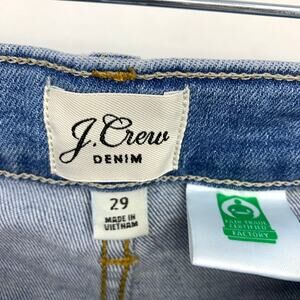 J.Crew
DENIM
29
MADE IN
VIETNAM
FAIR TRADE
CERTIFIED
FACTORY